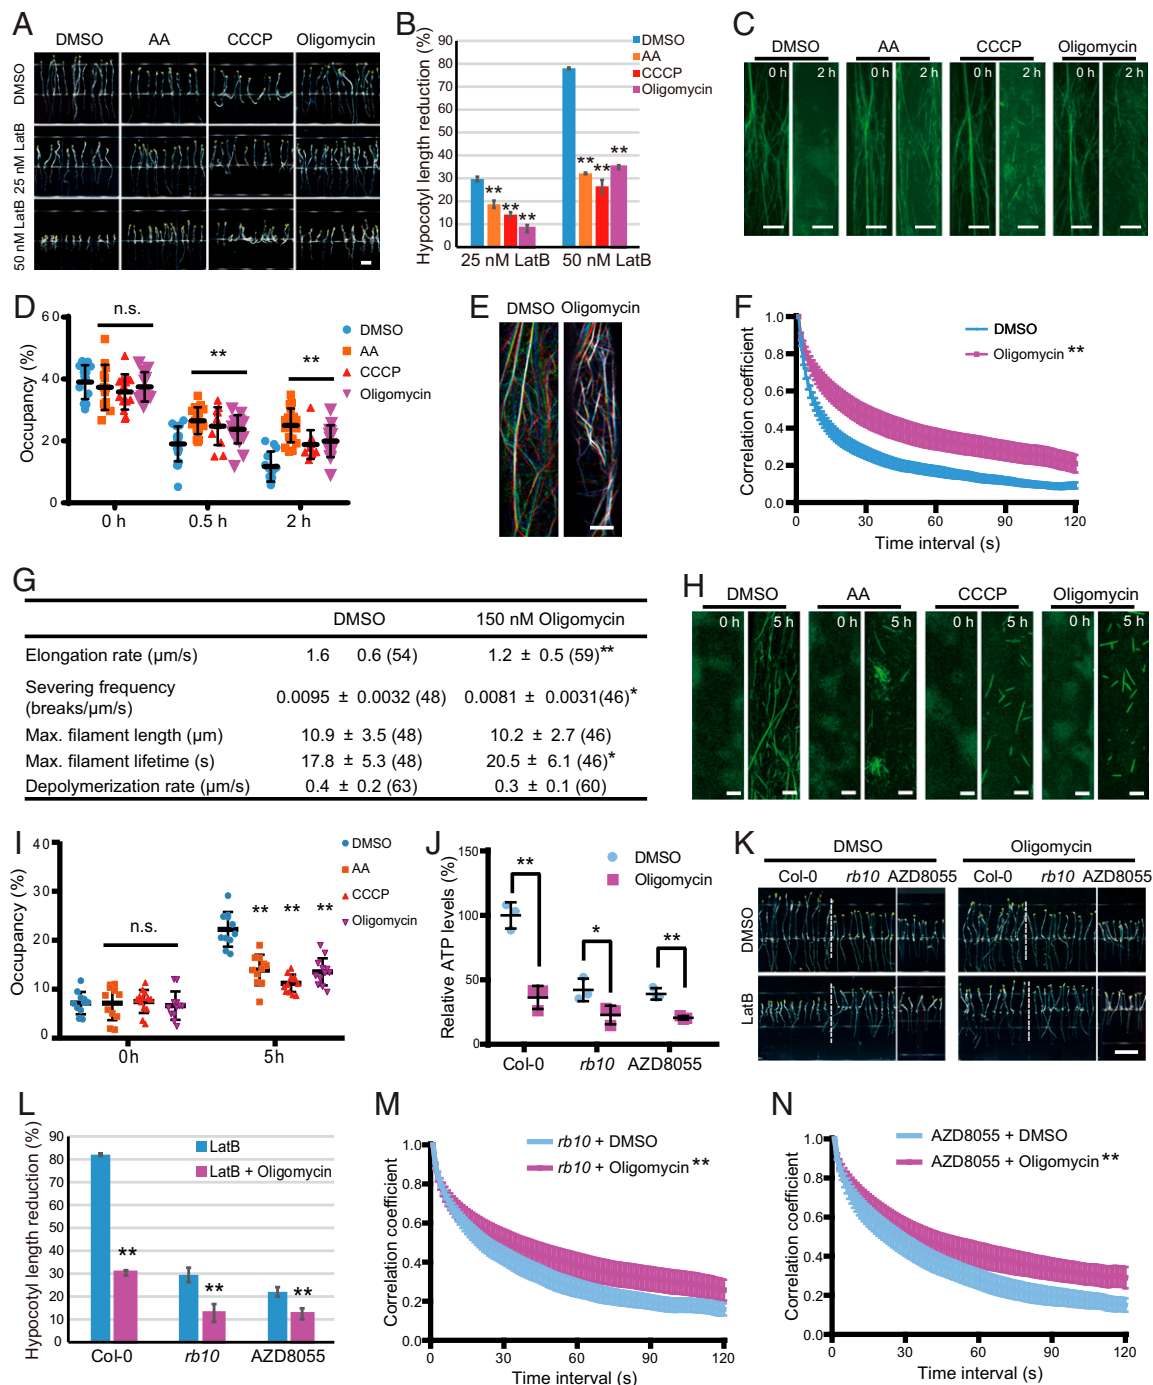 A
DMSO AA CCCP Oligomycin
DMSO
25 nM LatB
50 nM LatB
B
Hypocotyl length reduction (%)
90
80
70
60
50
40
30
20
10
0
DMSO
AA
CCCP
Oligomycin
** ** **
** ** **
25 nM LatB 50 nM LatB
C
DMSO AA CCCP Oligomycin
0 h 2 h 0 h 2 h 0 h 2 h 0 h 2 h
D
Occupancy (%)
60
40
20
0
n.s.
**
**
DMSO
AA
CCCP
Oligomycin
0 h 0.5 h 2 h
E
DMSO Oligomycin
F
Correlation coefficient
1.0
0.8
0.6
0.4
0.2
0.0
DMSO
Oligomycin**
0 30 60 90 120
Time interval (s)
G
DMSO 150 nM Oligomycin
Elongation rate (μm/s) 1.6 0.6 (54) 1.2 ± 0.5 (59)**
Severing frequency
(breaks/μm/s) 0.0095 ± 0.0032 (48) 0.0081 ± 0.0031(46)*
Max. filament length (μm) 10.9 ± 3.5 (48) 10.2 ± 2.7 (46)
Max. filament lifetime (s) 17.8 ± 5.3 (48) 20.5 ± 6.1 (46)*
Depolymerization rate (μm/s) 0.4 ± 0.2 (63) 0.3 ± 0.1 (60)
H
DMSO AA CCCP Oligomycin
0 h 5 h 0 h 5 h 0 h 5 h 0 h 5 h
I
Occupancy (%)
40
30
20
10
0
n.s.
** ** **
DMSO
AA
CCCP
Oligomycin
0h 5h
J
Relative ATP levels (%)
150
100
50
0
**
*
**
DMSO
Oligomycin
Col-0 rb10 AZD8055
K
DMSO Oligomycin
Col-0 rb10 AZD8055 Col-0 rb10 AZD8055
DMSO
LatB
L
Hypocotyl length reduction (%)
90
80
70
60
50
40
30
20
10
0
LatB
LatB + Oligomycin
** ** **
Col-0 rb10 AZD8055
M
Correlation coefficient
1.0
0.8
0.6
0.4
0.2
0.0
rb10 + DMSO
rb10 + Oligomycin**
0 30 60 90 120
Time interval (s)
N
Correlation coefficient
1.0
0.8
0.6
0.4
0.2
0.0
AZD8055 + DMSO
AZD8055 + Oligomycin**
0 30 60 90 120
Time interval (s)